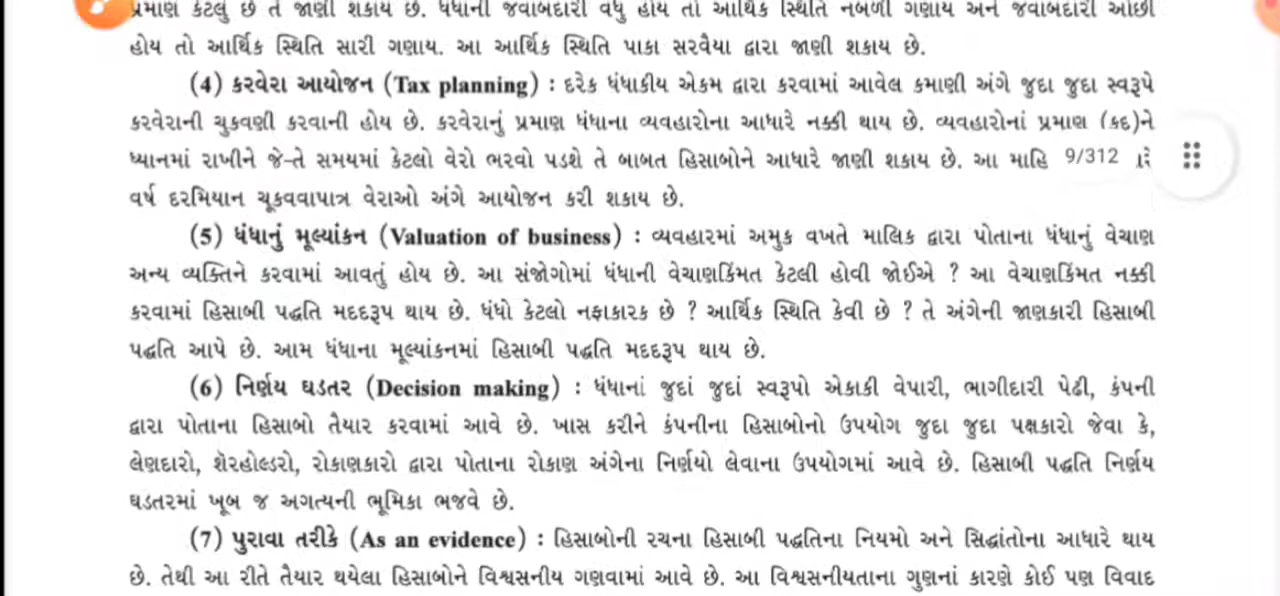 પ્રમાણ કેટલું છે તે જાણી શકાય છે. ધંધાની જવાબદારી વધુ હોય તો આર્થિક સ્થિતિ નબળી ગણાય અને જવાબદારી ઓછી
હોય તો આર્થિક સ્થિતિ સારી ગણાય. આ આર્થિક સ્થિતિ પાકા સરવૈયા દ્વારા જાણી શકાય છે.
(4) કરવેરા આયોજન (Tax planning) : દરેક ધંધાકીય એકમ દ્વારા કરવામાં આવેલ કમાણી અંગે જુદા જુદા સ્વરૂપે
કરવેરાની ચુકવણી કરવાની હોય છે. કરવેરાનું પ્રમાણ ધંધાના વ્યવહારોના આધારે નક્કી થાય છે. વ્યવહારોનાં પ્રમાણ (કદ)ને
ધ્યાનમાં રાખીને જે-તે સમયમાં કેટલો વેરો ભરવો પડશે તે બાબત હિસાબોને આધારે જાણી શકાય છે. આ માહિ 9/312
વર્ષ દરમિયાન ચૂકવવાપાત્ર વેરાઓ અંગે આયોજન કરી શકાય છે.
(5) ધંધાનું મૂલ્યાંકન (Valuation of business) : વ્યવહારમાં અમુક વખતે માલિક દ્વારા પોતાના ધંધાનું વેચાણ
અન્ય વ્યક્તિને કરવામાં આવતું હોય છે. આ સંજોગોમાં ધંધાની વેચાણકિંમત કેટલી હોવી જોઈએ ? આ વેચાણકિંમત નક્કી
કરવામાં હિસાબી પદ્ધતિ મદદરૂપ થાય છે. ધંધો કેટલો નફાકારક છે ? આર્થિક સ્થિતિ કેવી છે ? તે અંગેની જાણકારી હિસાબી
પદ્ધતિ આપે છે. આમ ધંધાના મૂલ્યાંકનમાં હિસાબી પદ્ધતિ મદદરૂપ થાય છે.
(6) નિર્ણય ઘડતર (Decision making) : ધંધાનાં જુદાં જુદાં સ્વરૂપો એકાકી વેપારી, ભાગીદારી પેઢી, કંપની
દ્વારા પોતાના હિસાબો તૈયાર કરવામાં આવે છે. ખાસ કરીને કંપનીના હિસાબોનો ઉપયોગ જુદા જુદા પક્ષકારો જેવા કે,
લેણદારો, શૅરહોલ્ડરો, રોકાણકારો દ્વારા પોતાના રોકાણ અંગેના નિર્ણયો લેવાના ઉપયોગમાં આવે છે. હિસાબી પદ્ધતિ નિર્ણય
ઘડતરમાં ખૂબ જ અગત્યની ભૂમિકા ભજવે છે.
(7) પુરાવા તરીકે (As an evidence) : હિસાબોની રચના હિસાબી પદ્ધતિના નિયમો અને સિદ્ધાંતોના આધારે થાય
છે. તેથી આ રીતે તૈયાર થયેલા હિસાબોને વિશ્વસનીય ગણવામાં આવે છે. આ વિશ્વસનીયતાના ગુણનાં કારણે કોઈ પણ વિવાદ